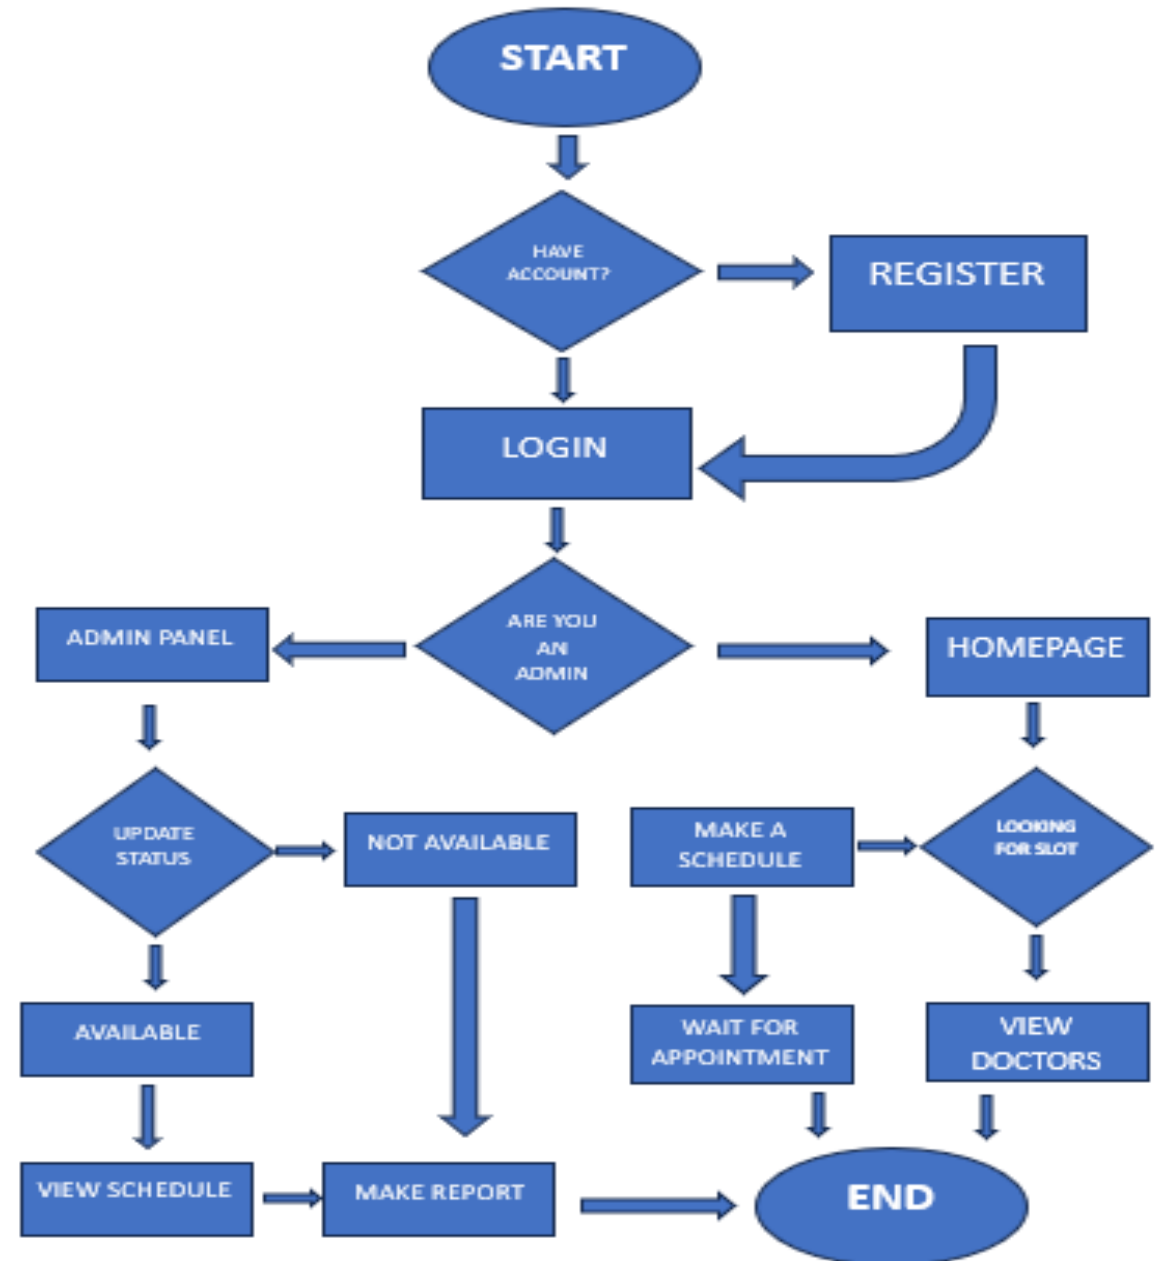 START
HAVE
ACCOUNT?
REGISTER
LOGIN
ARE YOU
AN
ADMIN
ADMIN PANEL
HOMEPAGE
UPDATE
STATUS
NOT AVAILABLE
MAKE A
SCHEDULE
LOOKING
FOR SLOT
AVAILABLE
WAIT FOR
APPOINTMENT
VIEW
DOCTORS
VIEW SCHEDULE
MAKE REPORT
END